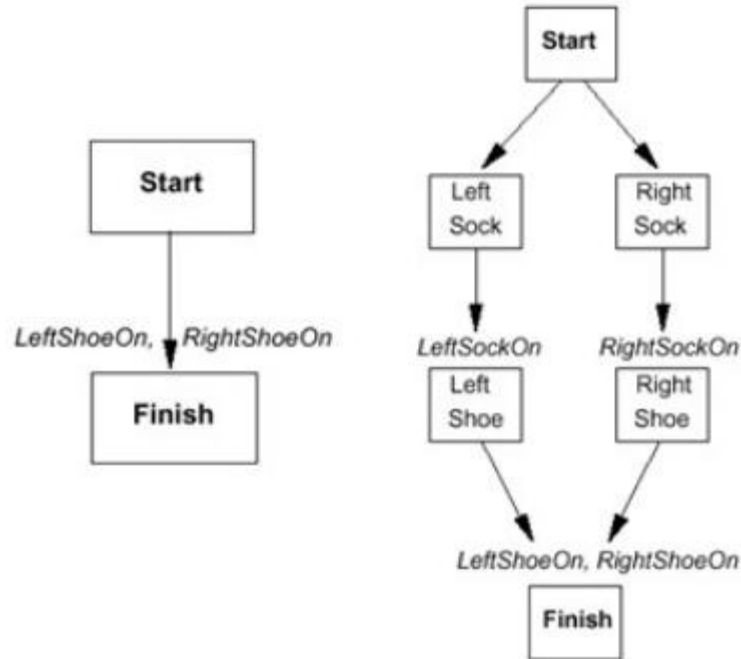 Start
LeftShoeOn, RightShoeOn
Finish
Start
Left
Sock
Right
Sock
LeftSockOn
RightSockOn
Left
Shoe
Right
Shoe
LeftShoeOn, RightShoeOn
Finish